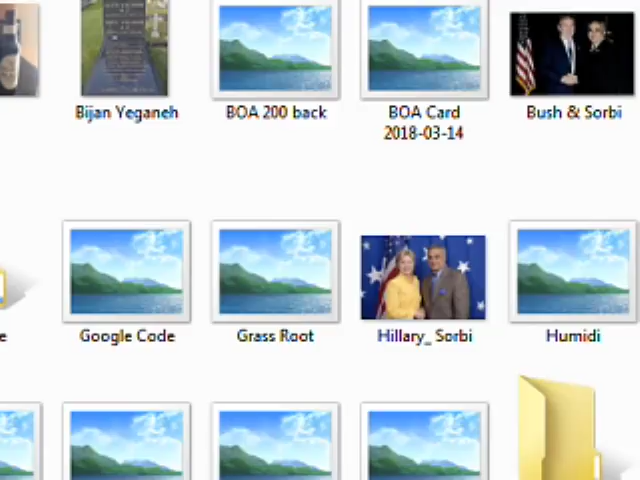 Bijan Yeganeh
BOA 200 back
BOA Card
2018-03-14
Bush & Sorbi
e
Google Code
Grass Root
Hillary_ Sorbi
Humidi